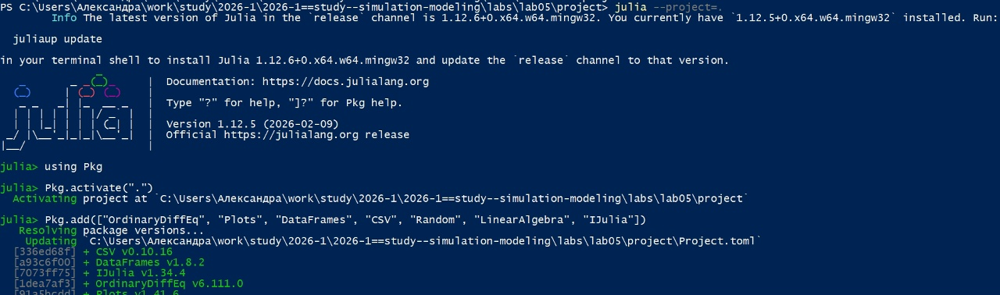 PS C:\Users\Александра\work\study\2026-1\2026-1==study--simulation-modeling\labs\lab05\project> julia --project=.
Info The latest version of Julia in the `release` channel is 1.12.6+0.x64.w64.mingw32. You currently have `1.12.5+0.x64.w64.mingw32` installed. Run:
juliaup update
in your terminal shell to install Julia 1.12.6+0.x64.w64.mingw32 and update the `release` channel to that version.
Documentation: https://docs.julialang.org
Type "?" for help, "]?" for Pkg help.
Version 1.12.5 (2026-02-09)
Official https://julialang.org release
julia> using Pkg
julia> Pkg.activate(".")
Activating project at `C:\Users\Александра\work\study\2026-1\2026-1==study--simulation-modeling\labs\lab05\project`
julia> Pkg.add(["OrdinaryDiffEq", "Plots", "DataFrames", "CSV", "Random", "LinearAlgebra", "IJulia"])
Resolving package versions...
Updating `C:\Users\Александра\work\study\2026-1\2026-1==study--simulation-modeling\labs\lab05\project\Project.toml`
[336ed68f] + CSV v0.10.16
[a93c6f00] + DataFrames v1.8.2
[7073ff75] + IJulia v1.34.4
[1dea7af3] + OrdinaryDiffEq v6.111.0
[91a5bcdd] + Plots v1.41.6